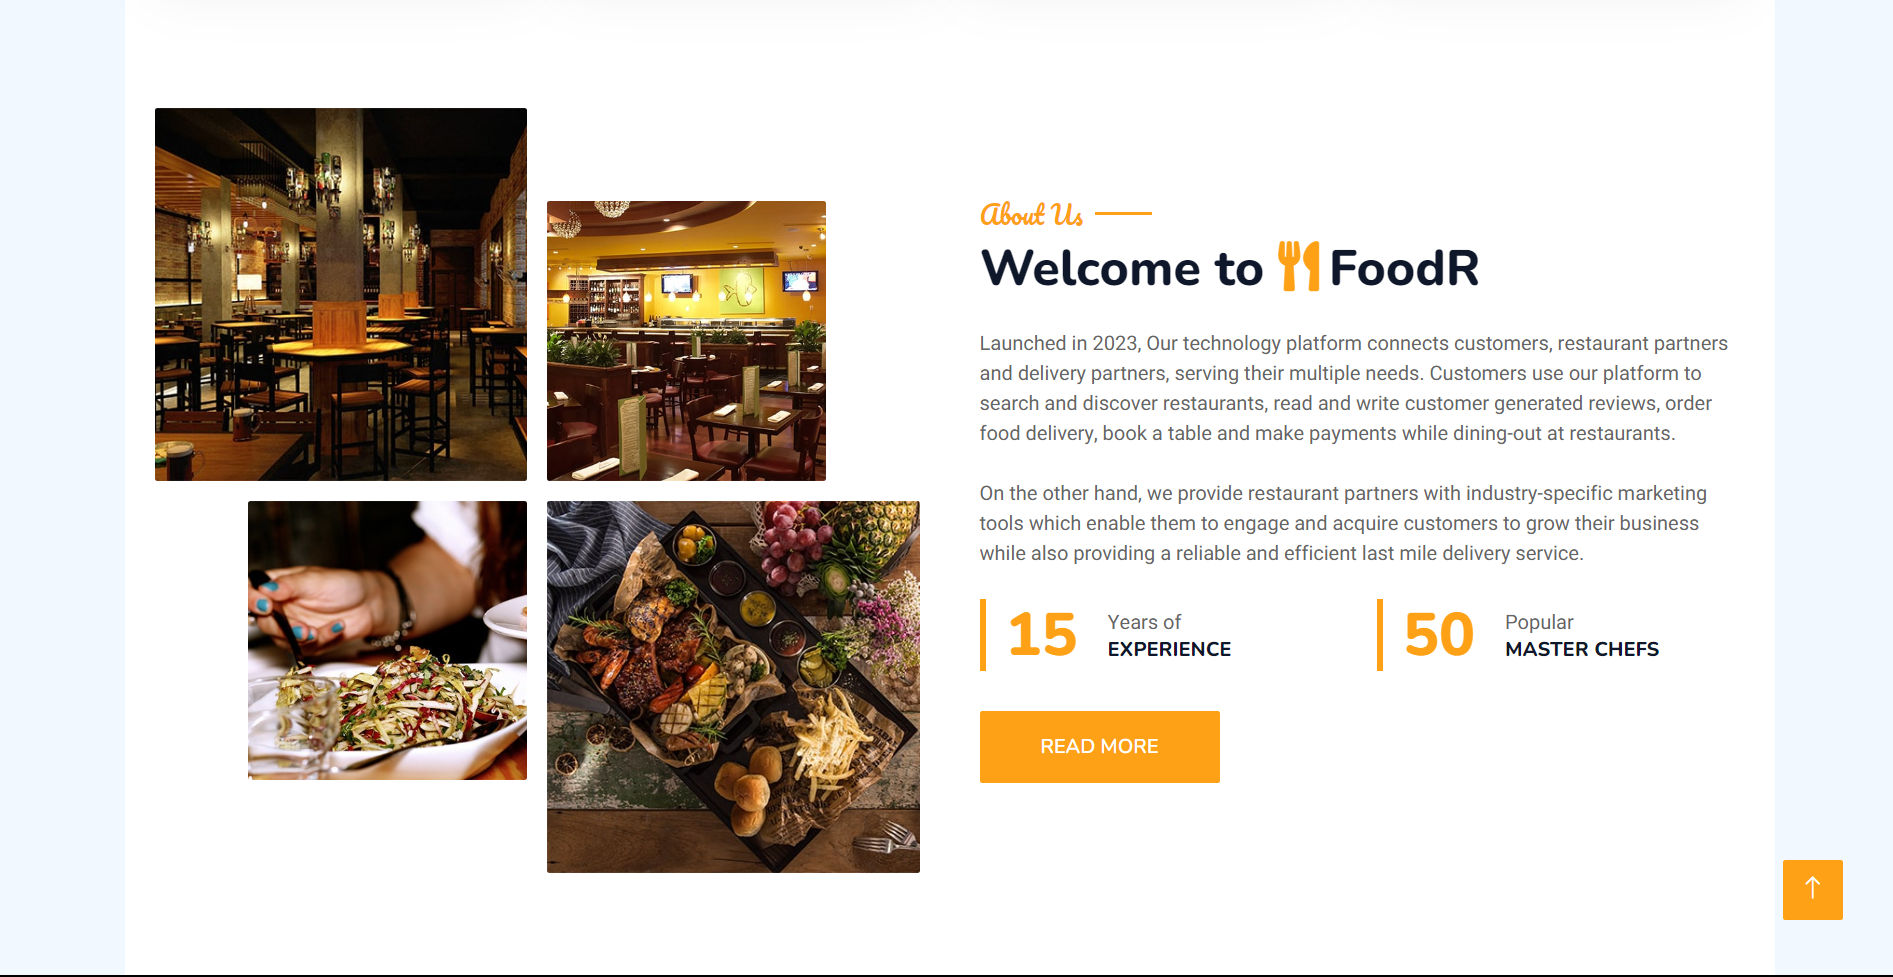 About Us
Welcome to FoodR
Launched in 2023, Our technology platform connects customers, restaurant partners
and delivery partners, serving their multiple needs. Customers use our platform to
search and discover restaurants, read and write customer generated reviews, order
food delivery, book a table and make payments while dining-out at restaurants.
On the other hand, we provide restaurant partners with industry-specific marketing
tools which enable them to engage and acquire customers to grow their business
while also providing a reliable and efficient last mile delivery service.
15 Years of
EXPERIENCE
50 Popular
MASTER CHEFS
READ MORE